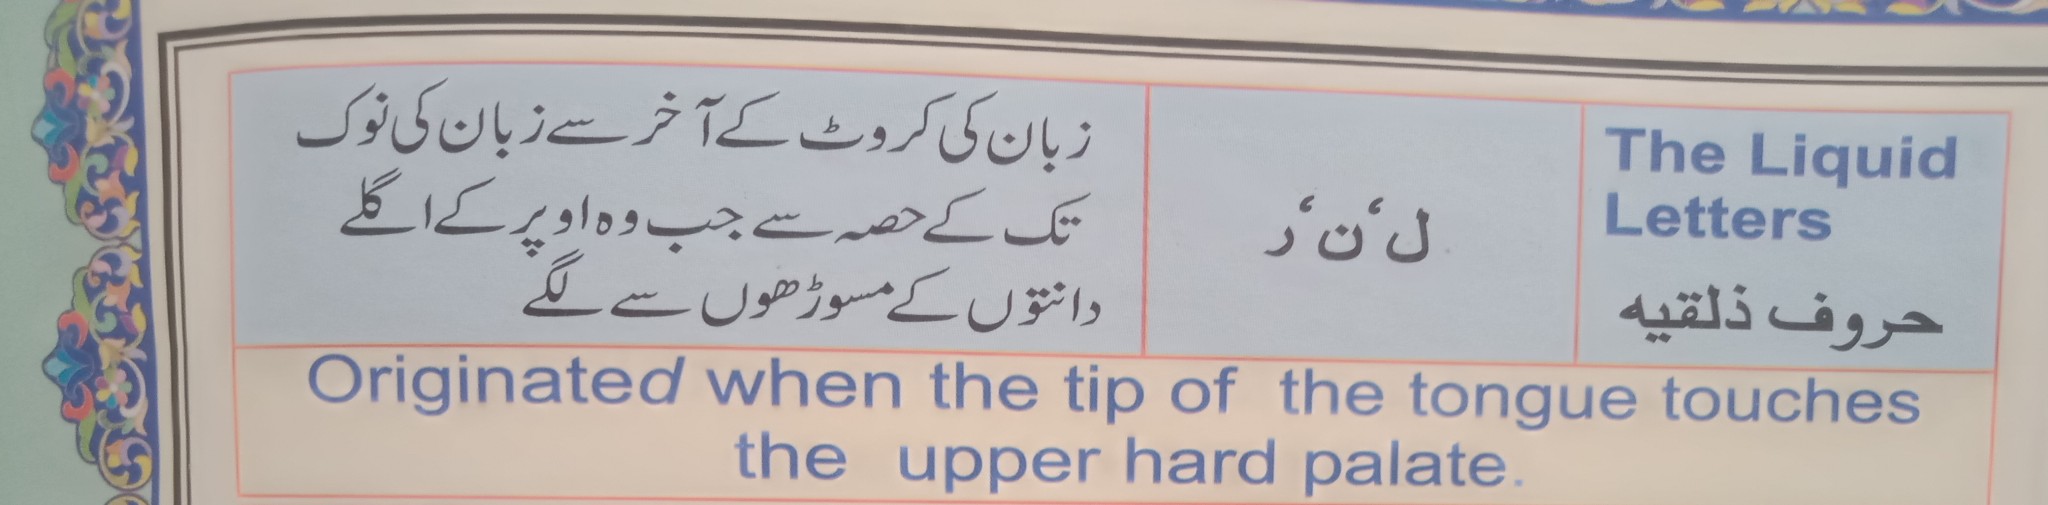 The Liquid
Letters
حروف ذلقیه
ل ٬ ن ٬ ر
زبان کی کروٹ کے آخر سے زبان کی نوک
تک کے حصہ سے جب وہ اوپر کے اگلے
دانتوں کے مسوڑھوں سے لگے
Originated when the tip of the tongue touches
the upper hard palate.